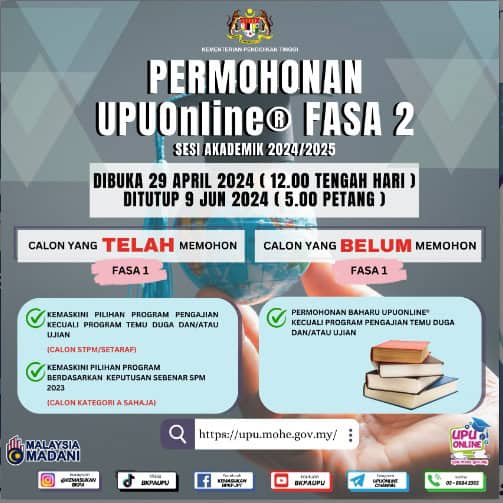 KEMENTERIAN PENDIDIKAN TINGGI
PERMOHONAN
UPUOnline® FASA 2
SESI AKADEMIK 2024/2025
DIBUKA 29 APRIL 2024 ( 12.00 TENGAH HARI )
DITUTUP 9 JUN 2024 ( 5.00 PETANG )
CALON YANG TELAH MEMOHON
FASA 1
CALON YANG BELUM MEMOHON
FASA 1
KEMASKINI PILIHAN PROGRAM PENGAJIAN
KECUALI PROGRAM TEMU DUGA DAN/ATAU
UJIAN
(CALON STPM/SETARAF)
KEMASKINI PILIHAN PROGRAM
BERDASARKAN KEPUTUSAN SEBENAR SPM
2023
(CALON KATEGORI A SAHAJA)
PERMOHONAN BAHARU UPUONLINE®
KECUALI PROGRAM PENGAJIAN TEMU DUGA
DAN/ATAU UJIAN
https://upu.mohe.gov.my/
MALAYSIA
MADANI
UPU
ONLINE
@KEMASUKAN
BKPAUPU
KEMASUKAN
BKPAUPU
UPUONLINE
CHANNEL